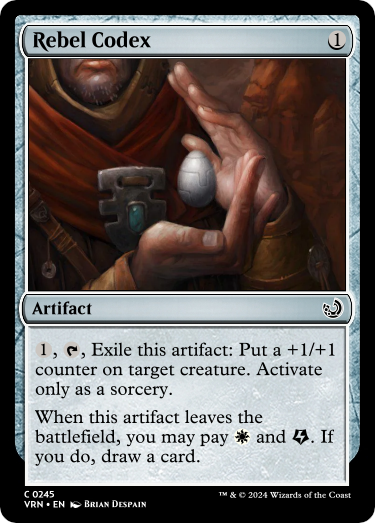 Rebel Codex 1
Artifact
1, , Exile this artifact: Put a +1/+1
counter on target creature. Activate
only as a sorcery.
When this artifact leaves the
battlefield, you may pay and . If
you do, draw a card.
C 0245
VRN • EN Brian Despain
™ & © 2024 Wizards of the Coast